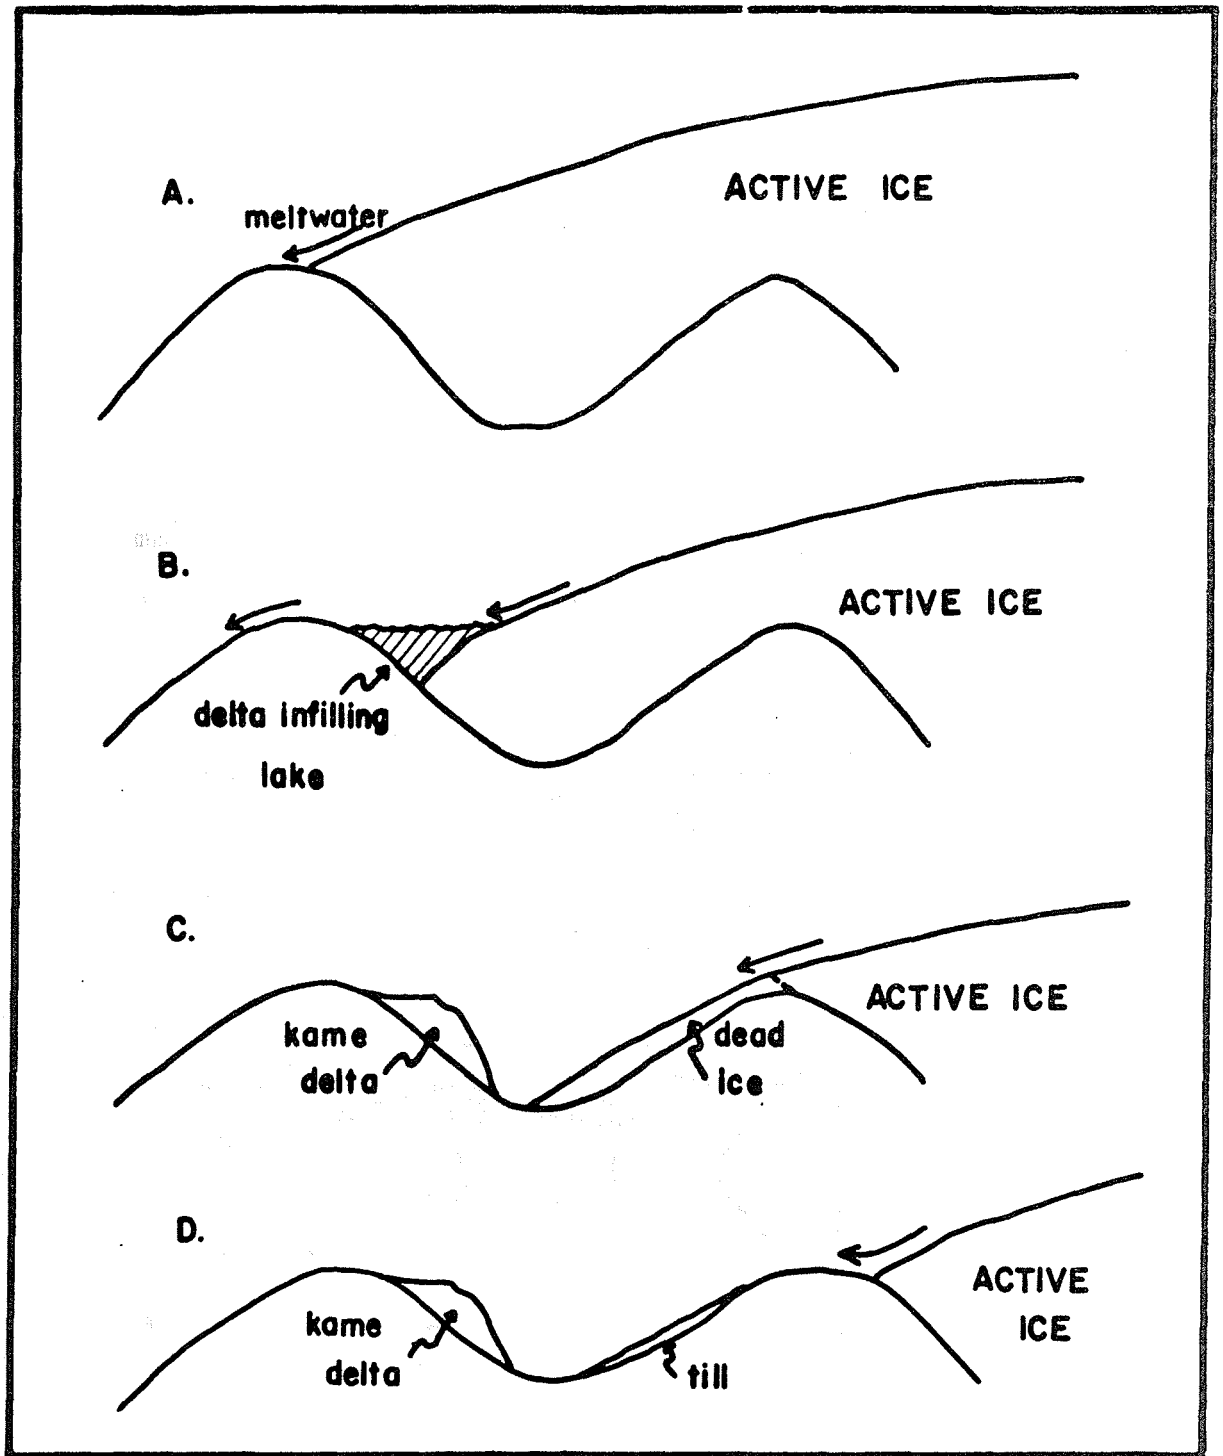 A.
meltwater
ACTIVE ICE
B.
ACTIVE ICE
delta infilling
lake
C.
ACTIVE ICE
kame
delta
dead
ice
D.
ACTIVE
ICE
kame
delta
till